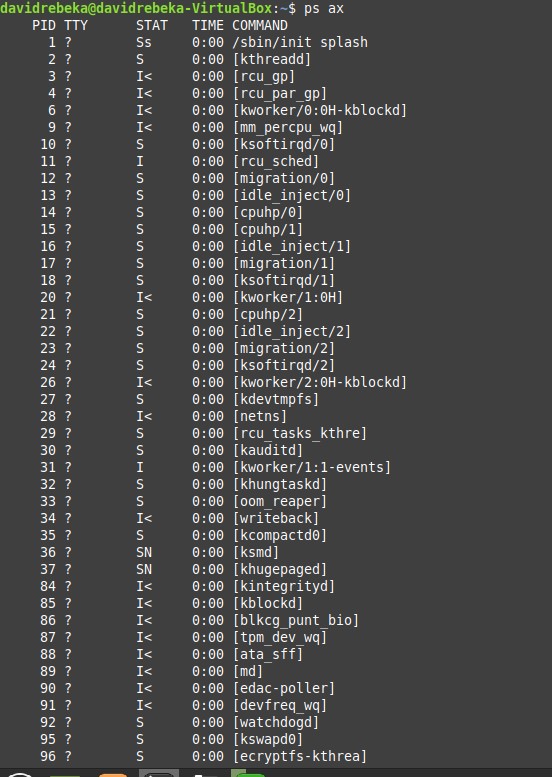 davidrebeka@davidrebeka-VirtualBox:~$ ps ax
PID TTY STAT TIME COMMAND
1 ? Ss 0:00 /sbin/init splash
2 ? S 0:00 [kthreadd]
3 ? I< 0:00 [rcu_gp]
4 ? I< 0:00 [rcu_par_gp]
6 ? I< 0:00 [kworker/0:0H-kblockd]
9 ? I< 0:00 [mm_percpu_wq]
10 ? S 0:00 [ksoftirqd/0]
11 ? I 0:00 [rcu_sched]
12 ? S 0:00 [migration/0]
13 ? S 0:00 [idle_inject/0]
14 ? S 0:00 [cpuhp/0]
15 ? S 0:00 [cpuhp/1]
16 ? S 0:00 [idle_inject/1]
17 ? S 0:00 [migration/1]
18 ? S 0:00 [ksoftirqd/1]
20 ? I< 0:00 [kworker/1:0H]
21 ? S 0:00 [cpuhp/2]
22 ? S 0:00 [idle_inject/2]
23 ? S 0:00 [migration/2]
24 ? S 0:00 [ksoftirqd/2]
26 ? I< 0:00 [kworker/2:0H-kblockd]
27 ? S 0:00 [kdevtmpfs]
28 ? I< 0:00 [netns]
29 ? S 0:00 [rcu_tasks_kthre]
30 ? S 0:00 [kauditd]
31 ? I 0:00 [kworker/1:1-events]
32 ? S 0:00 [khungtaskd]
33 ? S 0:00 [oom_reaper]
34 ? I< 0:00 [writeback]
35 ? S 0:00 [kcompactd0]
36 ? SN 0:00 [ksmd]
37 ? SN 0:00 [khugepaged]
84 ? I< 0:00 [kintegrityd]
85 ? I< 0:00 [kblockd]
86 ? I< 0:00 [blkcg_punt_bio]
87 ? I< 0:00 [tpm_dev_wq]
88 ? I< 0:00 [ata_sff]
89 ? I< 0:00 [md]
90 ? I< 0:00 [edac-poller]
91 ? I< 0:00 [devfreq_wq]
92 ? S 0:00 [watchdogd]
95 ? S 0:00 [kswapd0]
96 ? S 0:00 [ecryptfs-kthrea]